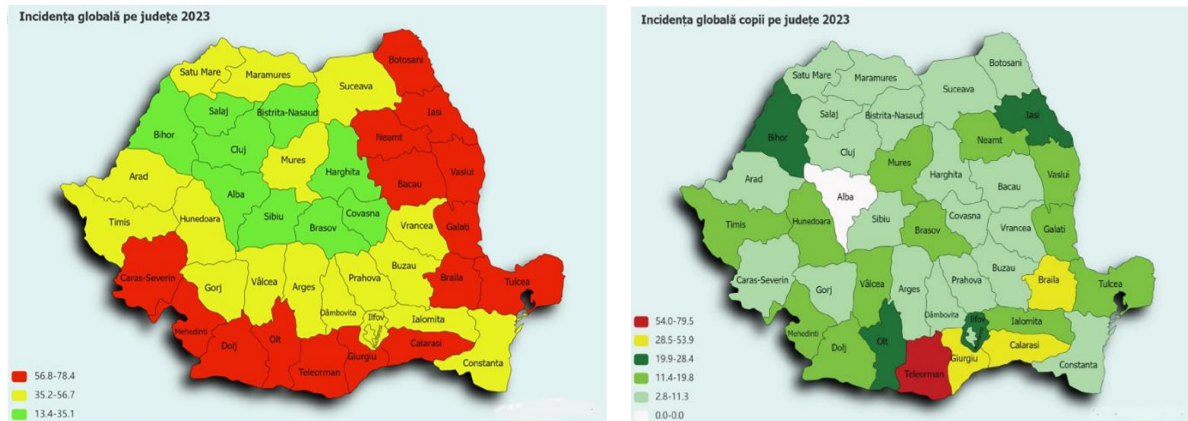 Incidența globală pe județe 2023
Botosani
Satu Mare
Maramures
Suceava
Salaj
Bistrita-Nasaud
Iasi
Bihor
Cluj
Neamt
Mures
Harghita
Vaslui
Arad
Alba
Bacau
Timis
Hunedoara
Sibiu
Covasna
Brasov
Vrancea
Galati
Caras-Severin
Gorj
Vâlcea
Arges
Prahova
Buzau
Braila
Tulcea
Dâmbovita
Ilfov
Ialomita
Mehedinti
Dolj
Olt
Teleorman
Giurgiu
Calarasi
Constanta
56.8-78.4
35.2-56.7
13.4-35.1
Incidența globală copii pe județe 2023
Botosani
Satu Mare
Maramures
Suceava
Salaj
Bistrita-Nasaud
Iasi
Bihor
Cluj
Neamt
Mures
Harghita
Vaslui
Arad
Alba
Bacau
Timis
Hunedoara
Sibiu
Covasna
Brasov
Vrancea
Galati
Caras-Severin
Gorj
Vâlcea
Arges
Prahova
Buzau
Braila
Tulcea
Dâmbovita
Ilfov
Ialomita
Mehedinti
Dolj
Olt
Teleorman
Giurgiu
Calarasi
Constanta
54.0-79.5
28.5-53.9
19.9-28.4
11.4-19.8
2.8-11.3
0.0-0.0